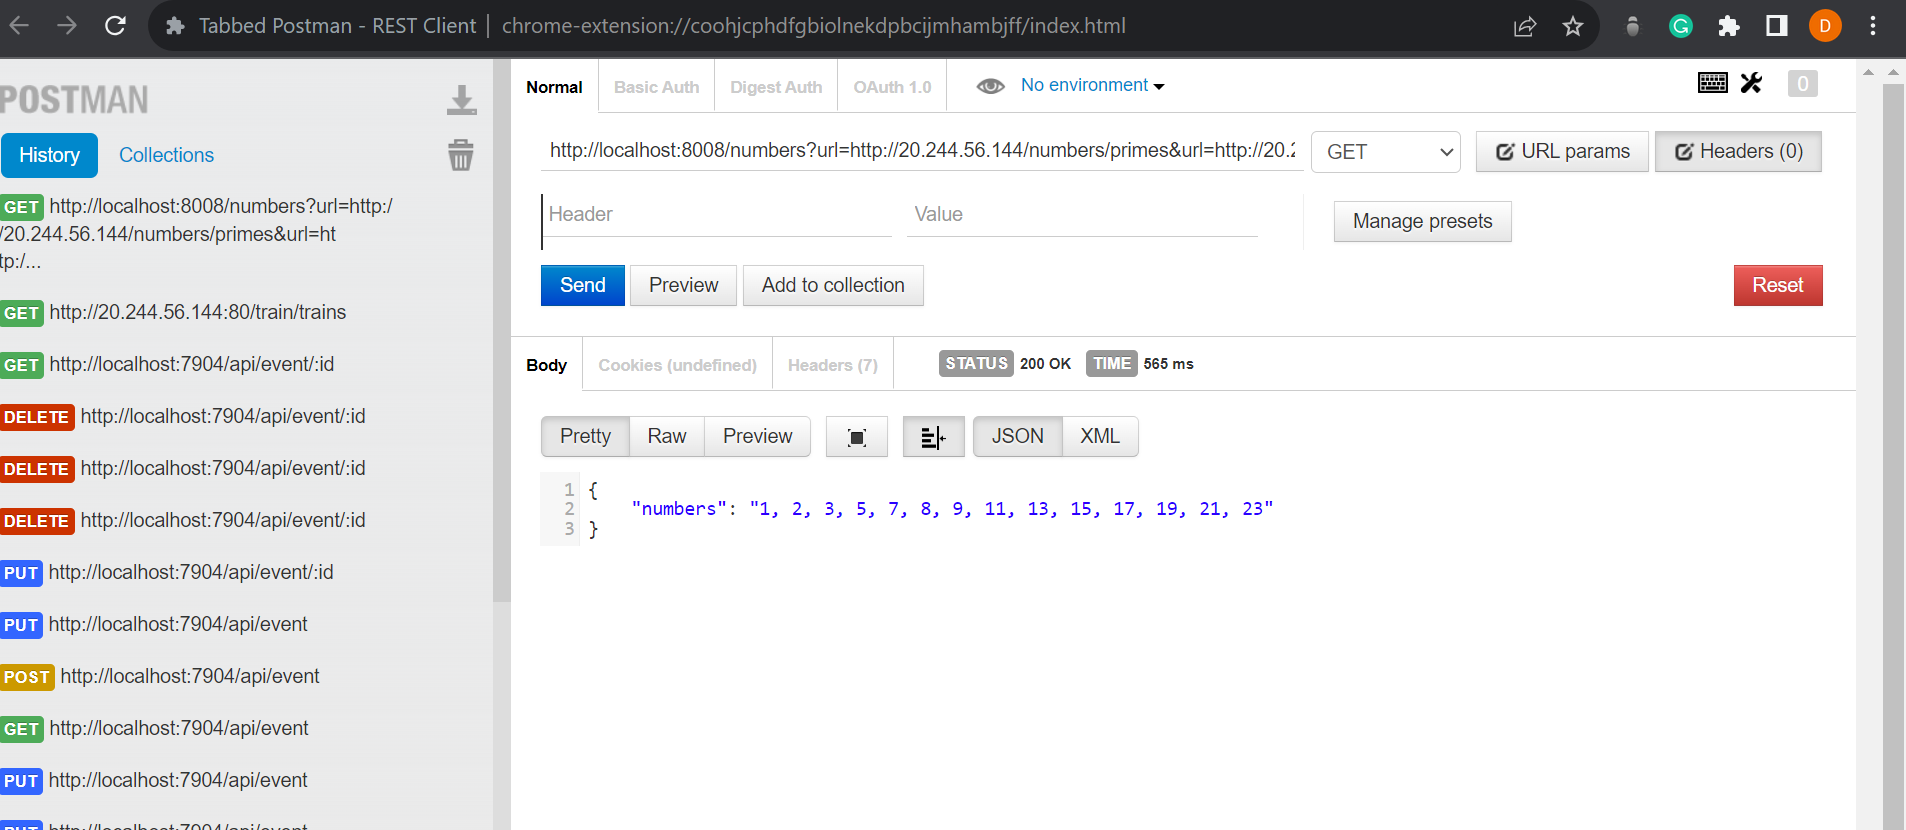 Tabbed Postman - REST Client | chrome-extension://coohjcphdfgbiolnekdpbcijmhambjff/index.html
D
POSTMAN
History Collections
GET http://localhost:8008/numbers?url=http:/
/20.244.56.144/numbers/primes&url=ht
tp:/...
GET http://20.244.56.144:80/train/trains
GET http://localhost:7904/api/event/:id
DELETE http://localhost:7904/api/event/:id
DELETE http://localhost:7904/api/event/:id
DELETE http://localhost:7904/api/event/:id
PUT http://localhost:7904/api/event/:id
PUT http://localhost:7904/api/event
POST http://localhost:7904/api/event
GET http://localhost:7904/api/event
PUT http://localhost:7904/api/event
PUT http://localhost:7904/api/event
Normal Basic Auth Digest Auth OAuth 1.0 No environment 0
http://localhost:8008/numbers?url=http://20.244.56.144/numbers/primes&url=http://20.2 GET URL params Headers (0)
Header Value Manage presets
Send Preview Add to collection Reset
Body Cookies (undefined) Headers (7) STATUS 200 OK TIME 565 ms
Pretty Raw Preview JSON XML
1 {
2 "numbers": "1, 2, 3, 5, 7, 8, 9, 11, 13, 15, 17, 19, 21, 23"
3 }